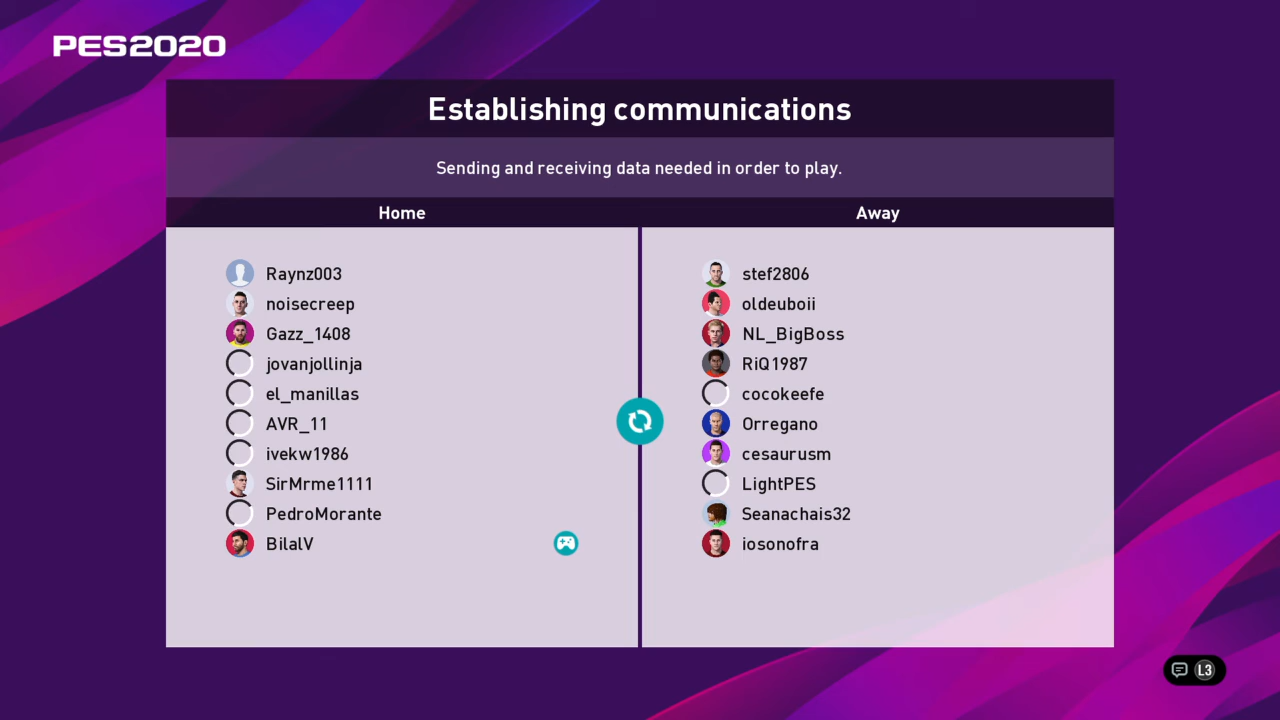 PES2020
Establishing communications
Sending and receiving data needed in order to play.
Home
Away
Raynz003
noisecreep
Gazz_1408
jovanjollinja
el_manillas
AVR_11
ivekw1986
SirMrme1111
PedroMorante
BilalV
stef2806
oldeuboii
NL_BigBoss
RiQ1987
cocokeefe
Orregano
cesaurusm
LightPES
Seanachais32
iosonofra
L3